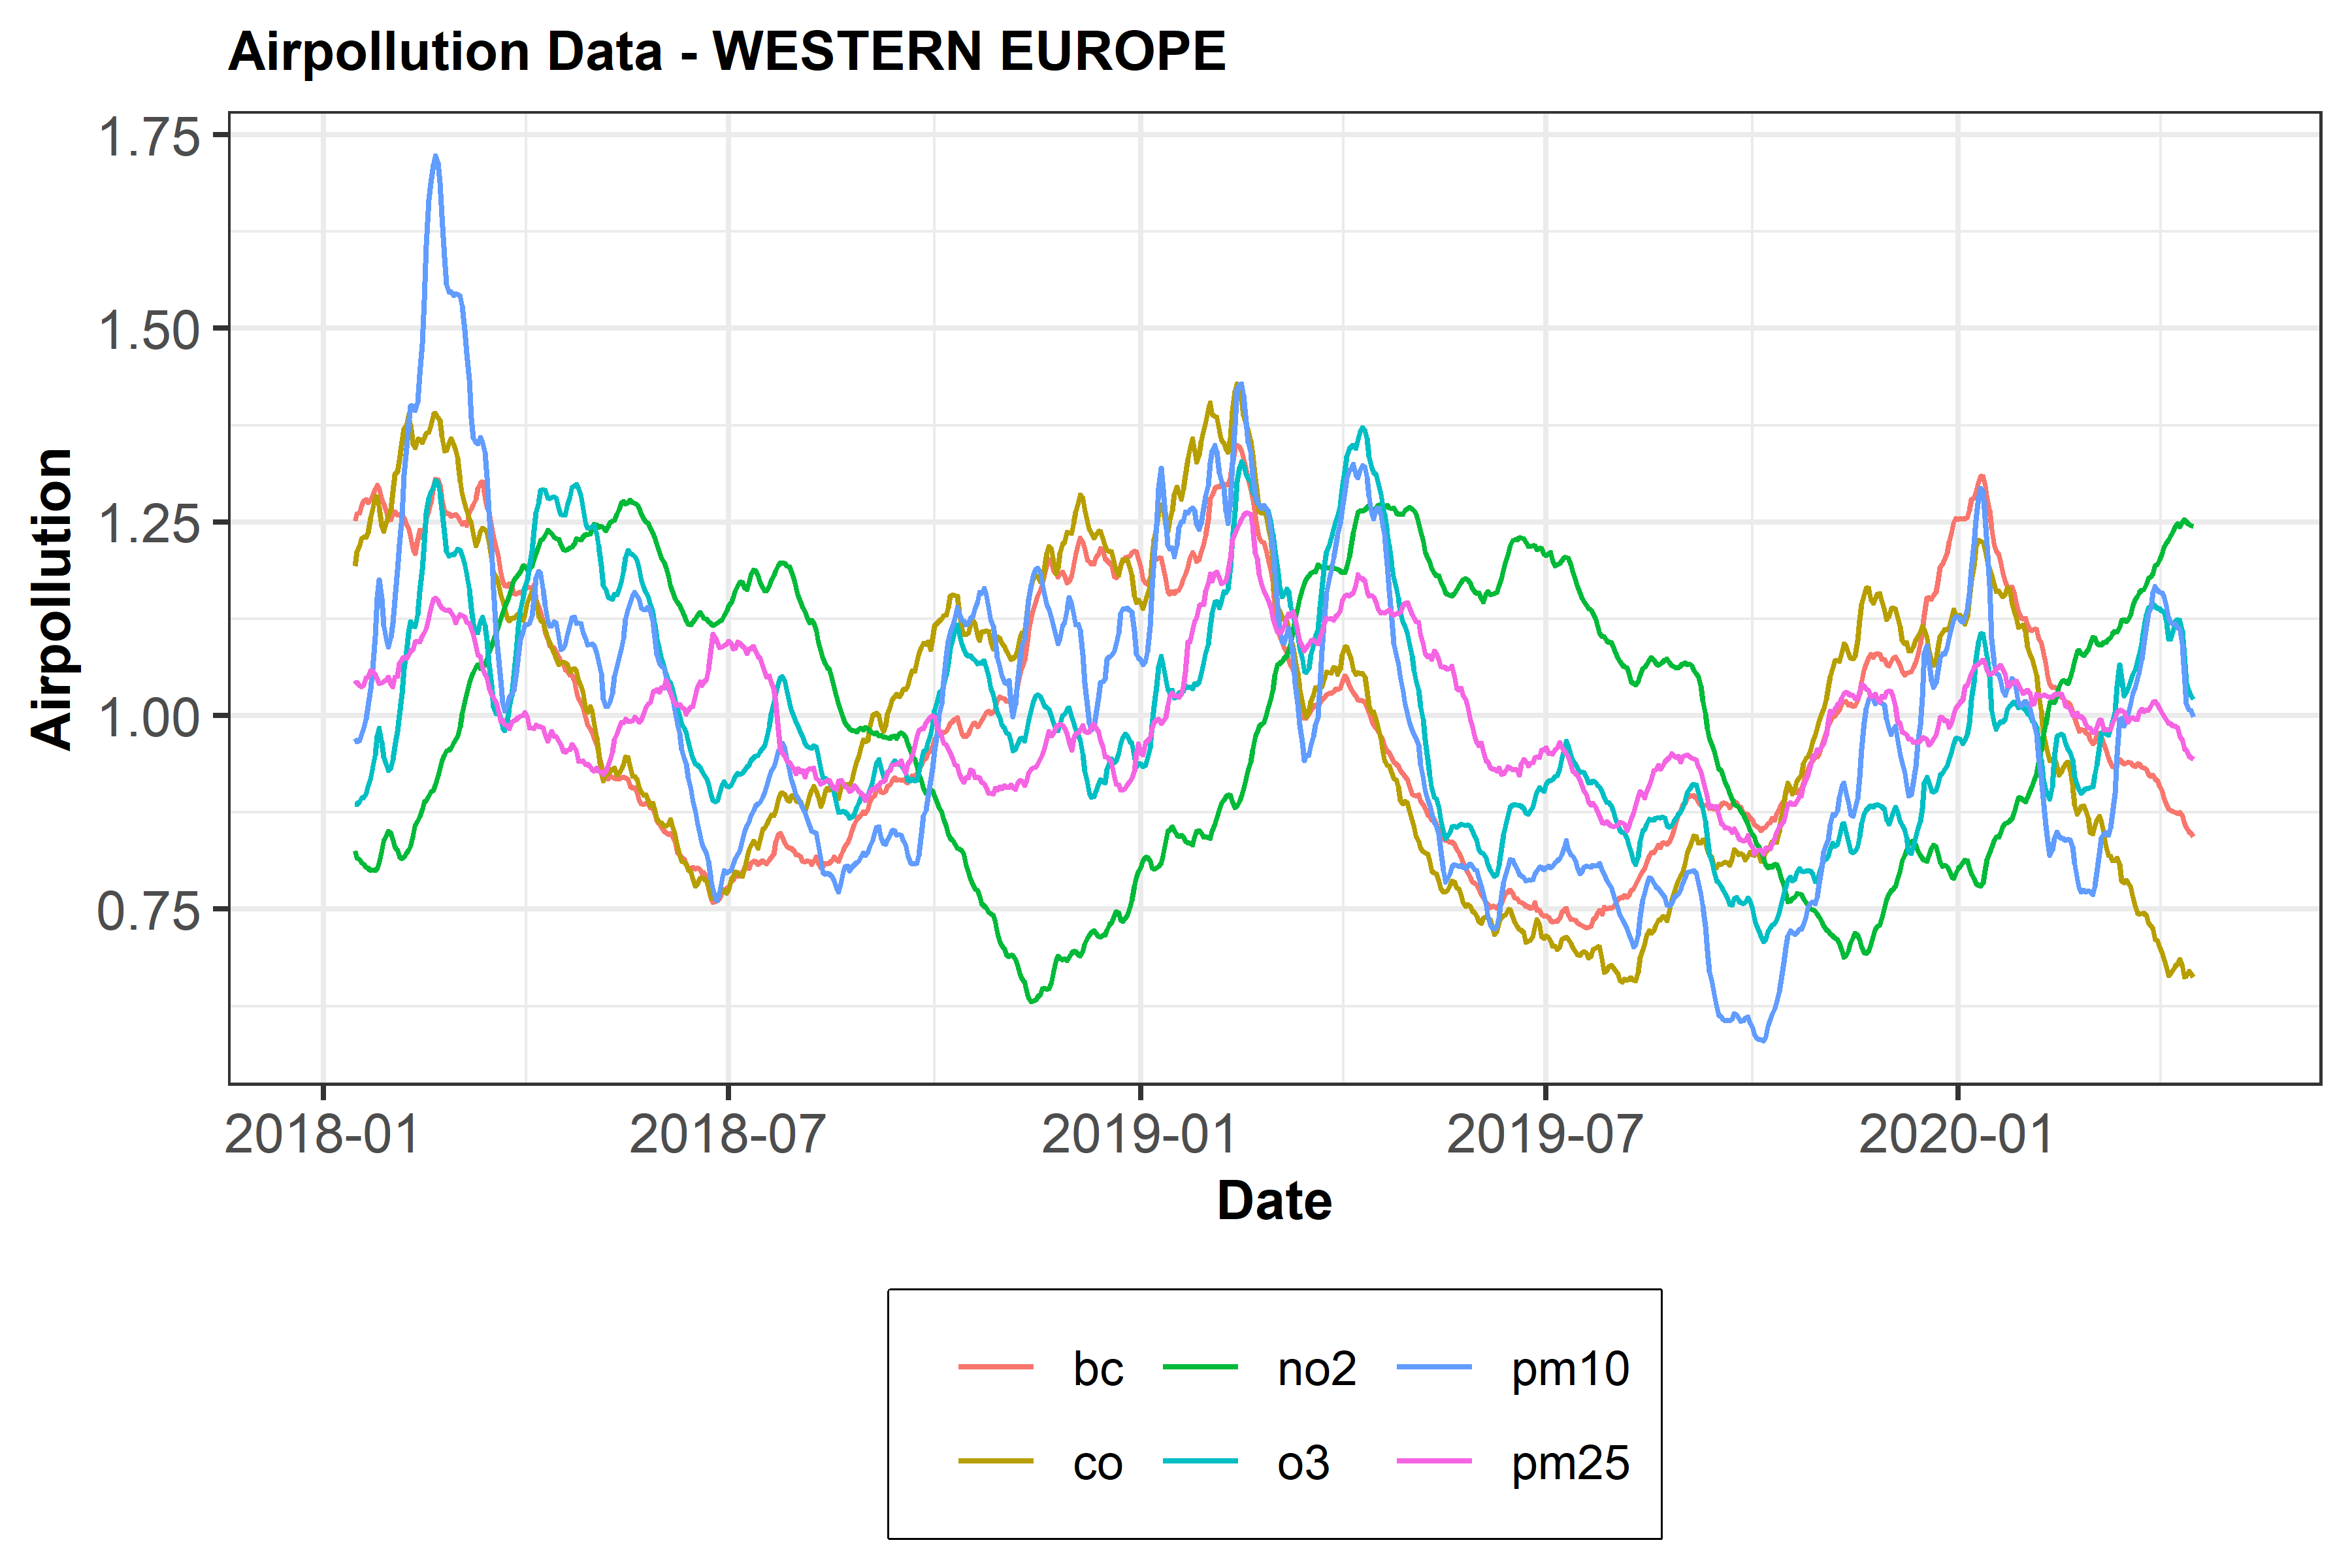 Airpollution Data - WESTERN EUROPE
Airpollution
1.75
1.50
1.25
1.00
0.75
2018-01 2018-07 2019-01 2019-07 2020-01
Date
bc no2 pm10
co o3 pm25